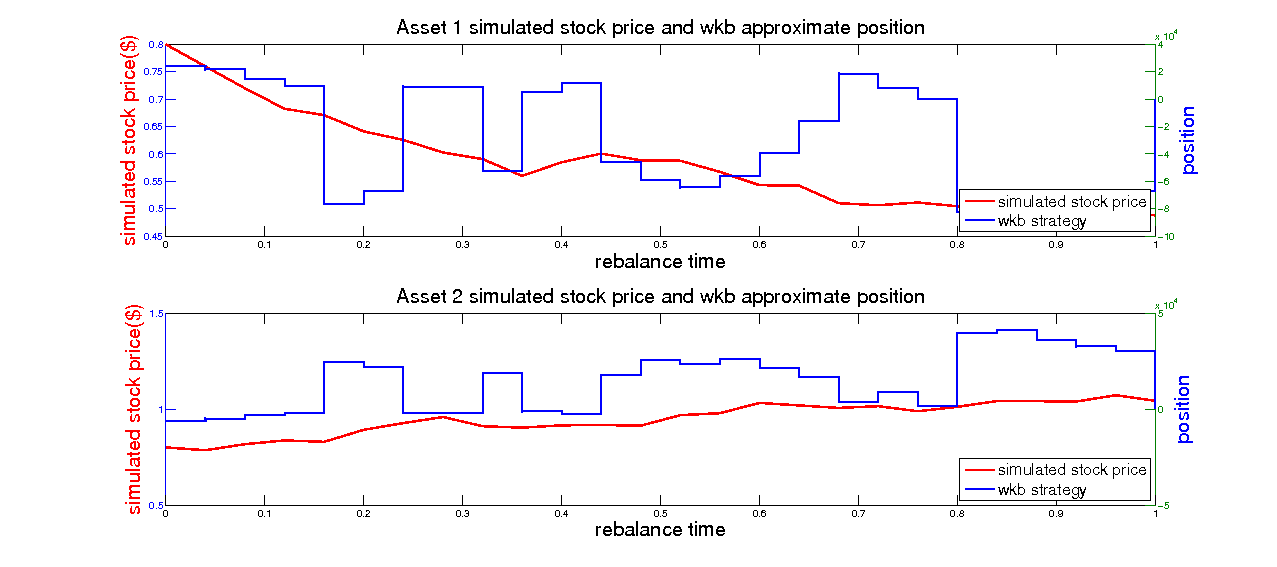 Asset 1 simulated stock price and wkb approximate position
x 10^4
simulated stock price($)
0.8
0.75
0.7
0.65
0.6
0.55
0.5
0.45
4
2
0
-2
-4
-6
-8
-10
position
simulated stock price
wkb strategy
0 0.1 0.2 0.3 0.4 0.5 0.6 0.7 0.8 0.9 1
rebalance time
Asset 2 simulated stock price and wkb approximate position
x 10^4
simulated stock price($)
1.5
1
0.5
5
0
-5
position
simulated stock price
wkb strategy
0 0.1 0.2 0.3 0.4 0.5 0.6 0.7 0.8 0.9 1
rebalance time